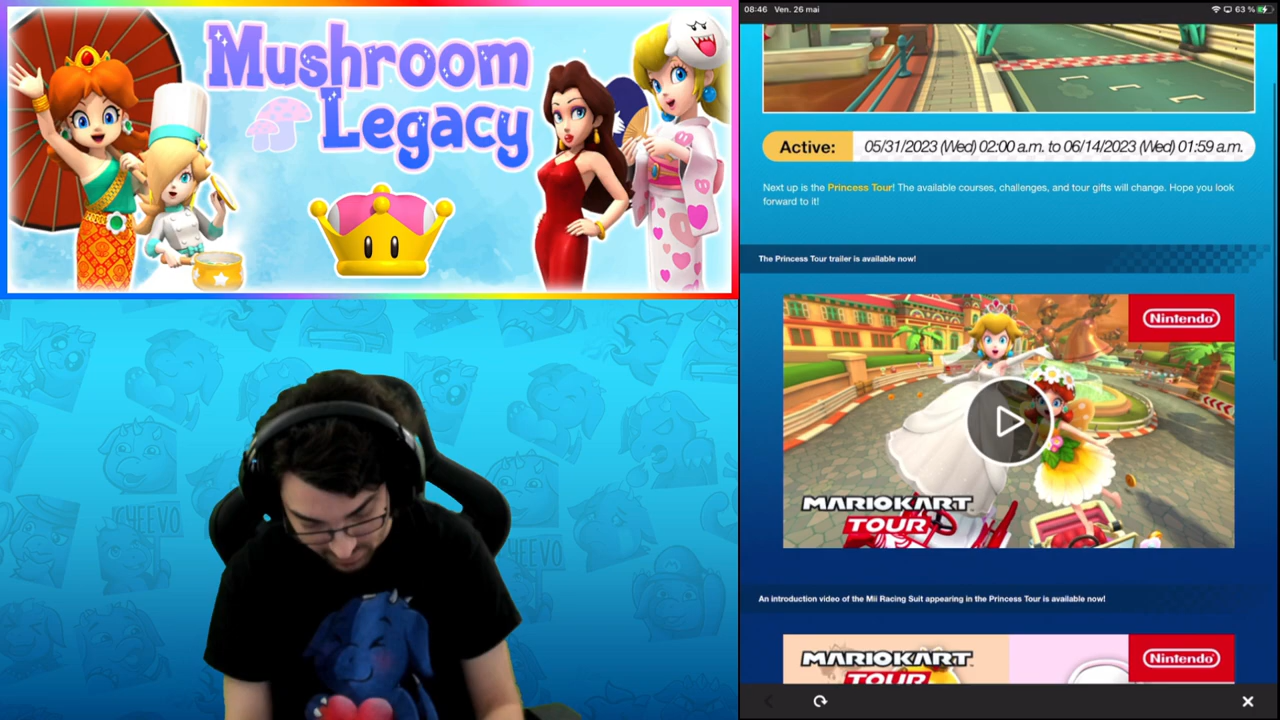 Mushroom
Legacy
CHEEVO
08:46 Ven. 26 mai
63 %
Active: 05/31/2023 (Wed) 02:00 a.m. to 06/14/2023 (Wed) 01:59 a.m.
Next up is the Princess Tour! The available courses, challenges, and tour gifts will change. Hope you look
forward to it!
The Princess Tour trailer is available now!
Nintendo
MARIOKART
TOUR
An introduction video of the Mii Racing Suit appearing in the Princess Tour is available now!
MARIOKART
TOUR
Nintendo